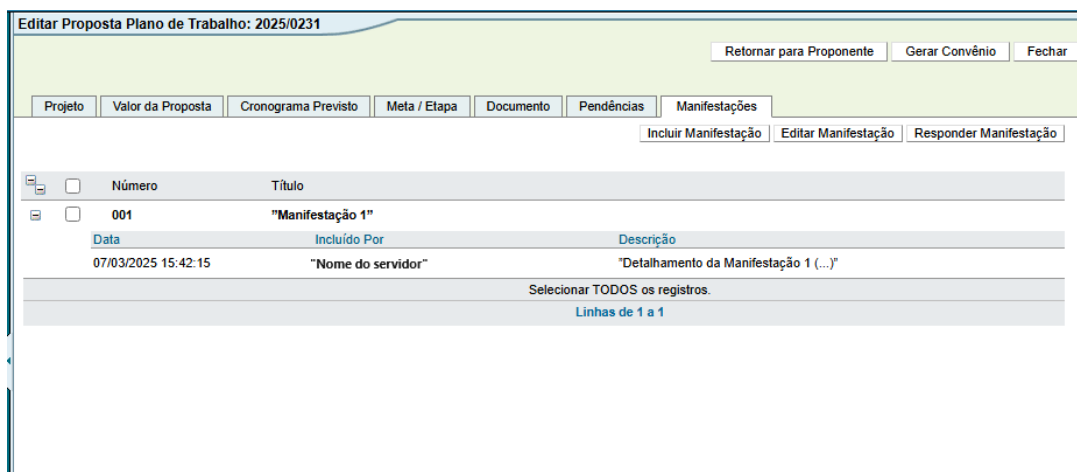 Editar Proposta Plano de Trabalho: 2025/0231
Retornar para Proponente Gerar Convênio Fechar
Projeto Valor da Proposta Cronograma Previsto Meta / Etapa Documento Pendências Manifestações
Incluir Manifestação Editar Manifestação Responder Manifestação
Número Título
001 "Manifestação 1"
Data Incluído Por Descrição
07/03/2025 15:42:15 "Nome do servidor" "Detalhamento da Manifestação 1 (...)"
Selecionar TODOS os registros.
Linhas de 1 a 1